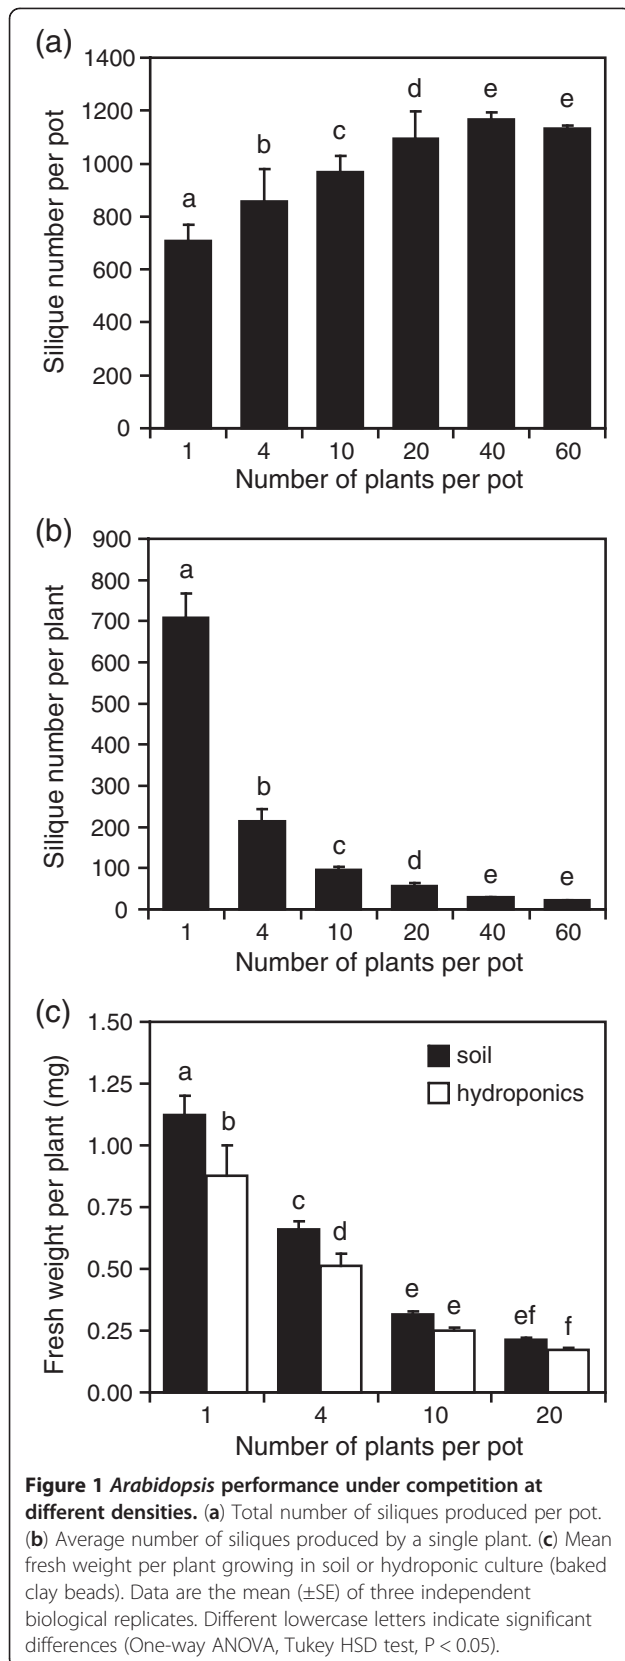 (a)
1400
1200
1000
800
600
400
200
0
Silique number per pot
a
b
c
d
e
e
1 4 10 20 40 60
Number of plants per pot
(b)
900
800
700
600
500
400
300
200
100
0
Silique number per plant
a
b
c
d
e
e
1 4 10 20 40 60
Number of plants per pot
(c)
1.50
1.25
1.00
0.75
0.50
0.25
0.00
Fresh weight per plant (mg)
soil
hydroponics
a
b
c
d
e
e
ef
f
1 4 10 20
Number of plants per pot
Figure 1 Arabidopsis performance under competition at
different densities. (a) Total number of siliques produced per pot.
(b) Average number of siliques produced by a single plant. (c) Mean
fresh weight per plant growing in soil or hydroponic culture (baked
clay beads). Data are the mean (±SE) of three independent
biological replicates. Different lowercase letters indicate significant
differences (One-way ANOVA, Tukey HSD test, P < 0.05).